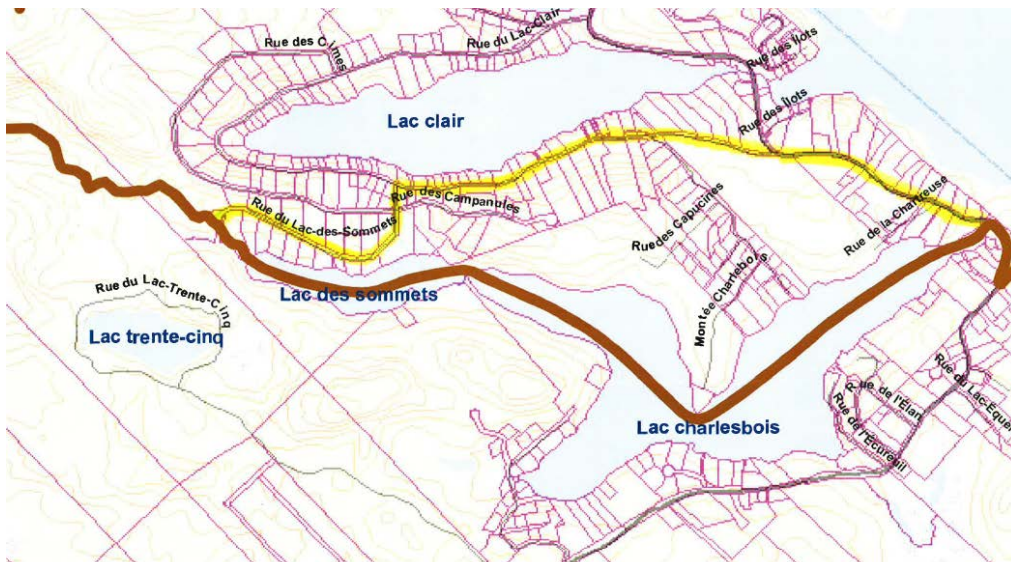 Rue des Cimes
Rue du Lac-Clair
Rue des Ilots
Rue des Îlots
Lac clair
Rue des Campanules
Rue du Lac-des-Sommets
Rue des Capucines
Montée Charlebois
Rue de-la-Chartreuse
Lac des sommets
Rue du Lac-Trente-Cinq
Lac trente-cinq
Lac charlesbois
Rue de l'Élan
Rue de l'Écureuil
Rue du Lac-Équer